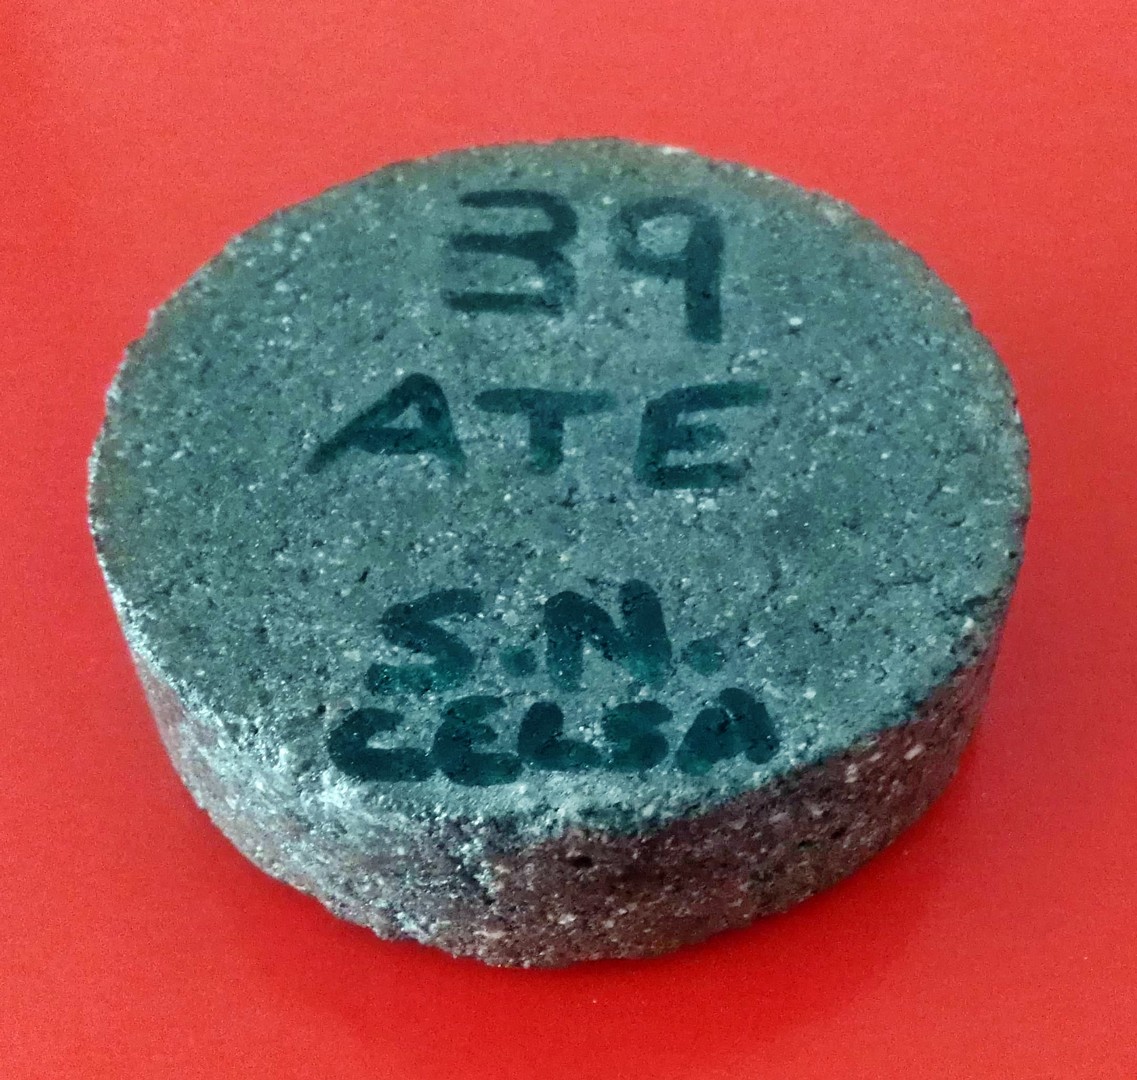 39
ATE
S.N.
CELSA